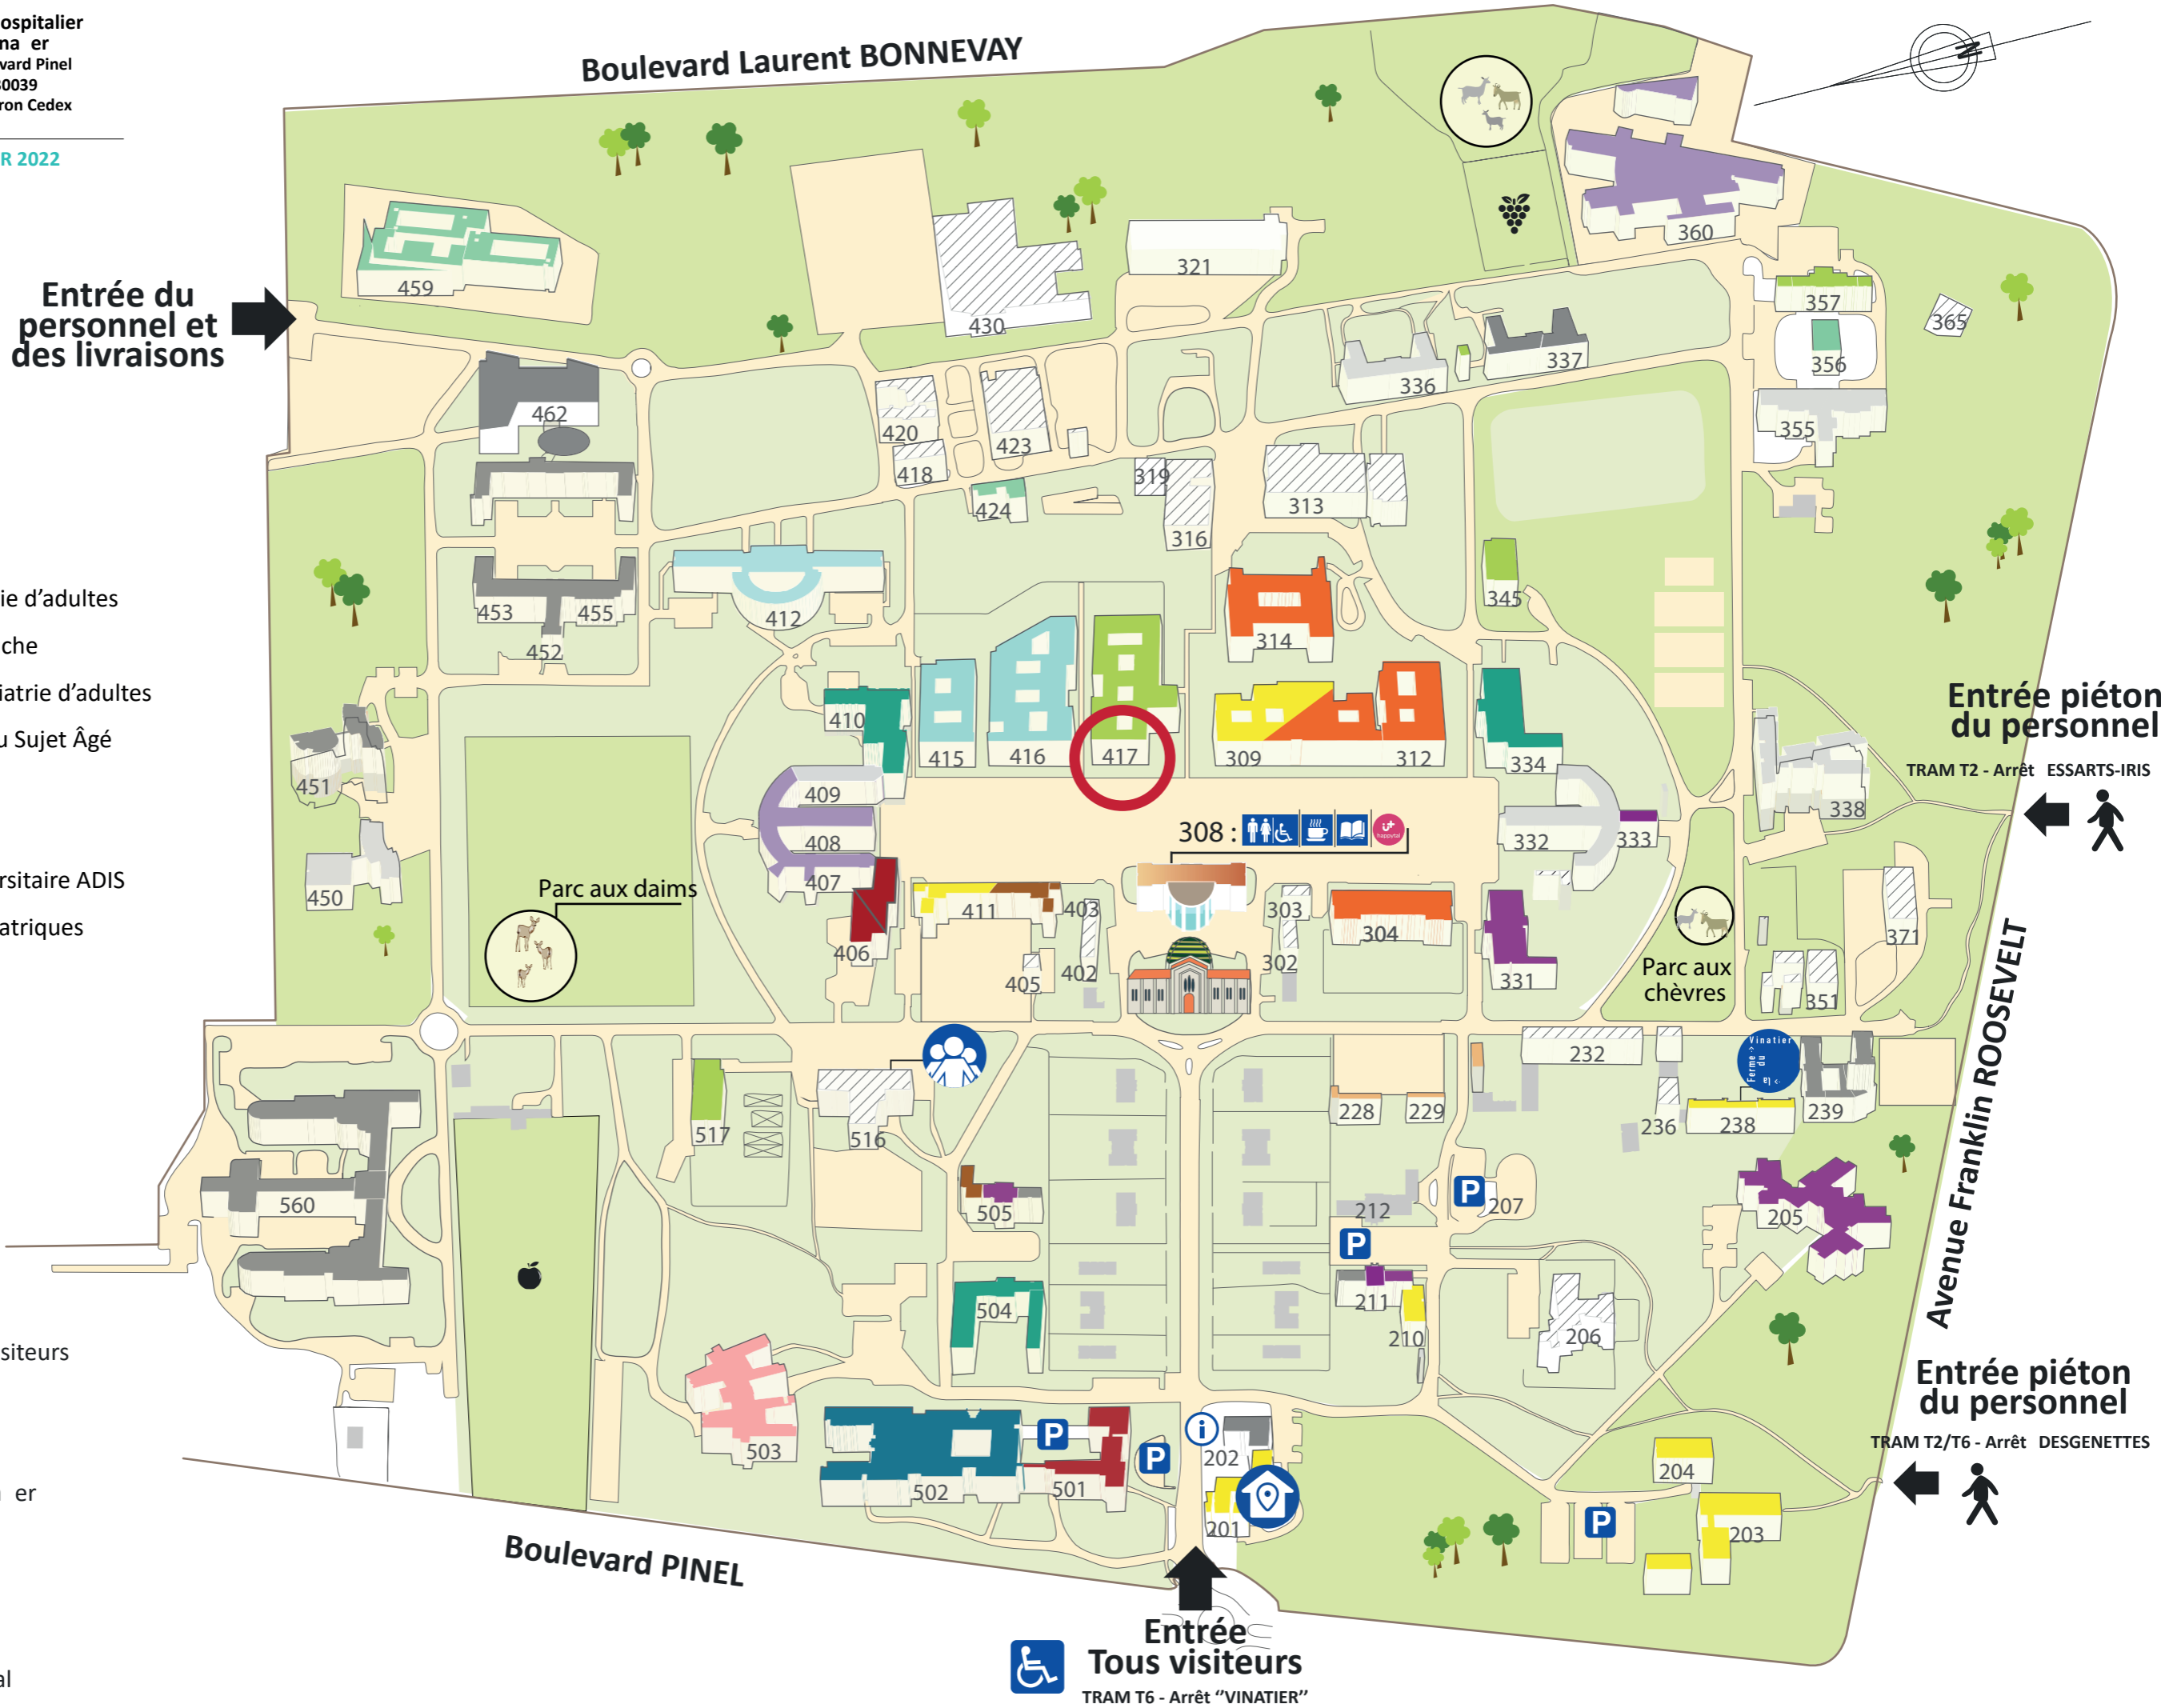 ospitalier
ma er
vard Pinel
30039
ron Cedex
R 2022
Boulevard Laurent BONNEVAY
N
Entrée du
personnel et
des livraisons
459
430
321
360
357
365
356
355
336
337
462
420
423
418
424
319
316
313
ie d'adultes
che
iatrie d'adultes
u Sujet Âgé
rsitaire ADIS
atriques
453
455
452
412
314
345
410
415
416
417
309
312
334
451
409
408
407
450
406
Parc aux daims
411
403
405
402
308 :
happytal
303
302
304
332
333
331
338
Entrée piéton
du personnel
TRAM T2 - Arrêt ESSARTS-IRIS
371
351
Parc aux
chèvres
Avenue Franklin ROOSEVELT
232
Ferme
du
Vinatier
la
236
238
239
228
229
517
516
560
505
212
P
207
P
205
211
210
206
504
siteurs
503
502
501
P
P
i
202
201
204
203
P
Entrée piéton
du personnel
TRAM T2/T6 - Arrêt DESGENETTES
er
Boulevard PINEL
Entrée
Tous visiteurs
TRAM T6 - Arrêt "VINATIER"
al